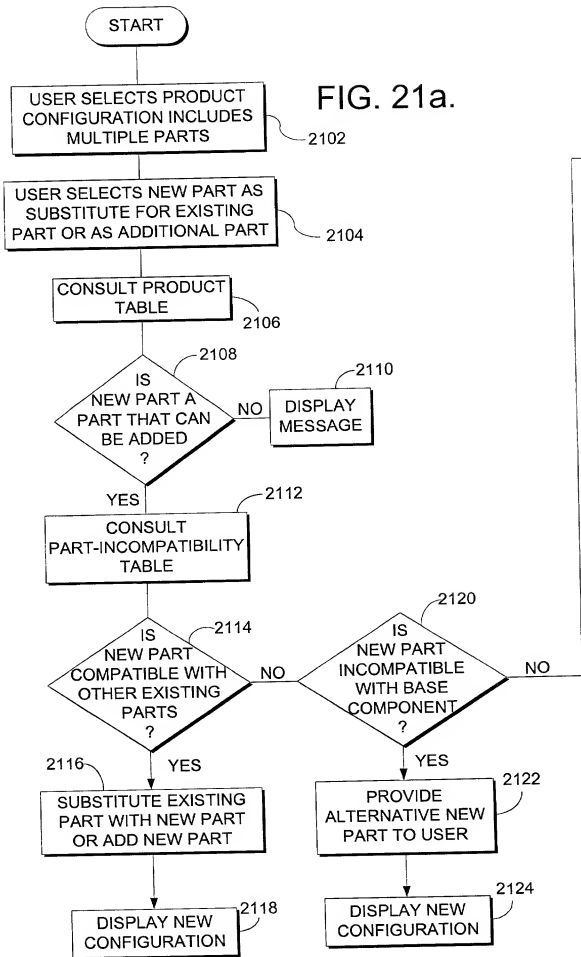 START
FIG. 21a.
USER SELECTS PRODUCT
CONFIGURATION INCLUDES
MULTIPLE PARTS
2102
USER SELECTS NEW PART AS
SUBSTITUTE FOR EXISTING
PART OR AS ADDITIONAL PART
2104
CONSULT PRODUCT
TABLE
2106
2108
IS
NEW PART A
PART THAT CAN
BE ADDED
?
NO
2110
DISPLAY
MESSAGE
YES
2112
CONSULT
PART-INCOMPATIBILITY
TABLE
2114
IS
NEW PART
COMPATIBLE WITH
OTHER EXISTING
PARTS
?
NO
2120
IS
NEW PART
INCOMPATIBLE
WITH BASE
COMPONENT
?
NO
YES
2116
SUBSTITUTE EXISTING
PART WITH NEW PART
OR ADD NEW PART
YES
2122
PROVIDE
ALTERNATIVE NEW
PART TO USER
2118
DISPLAY NEW
CONFIGURATION
2124
DISPLAY NEW
CONFIGURATION